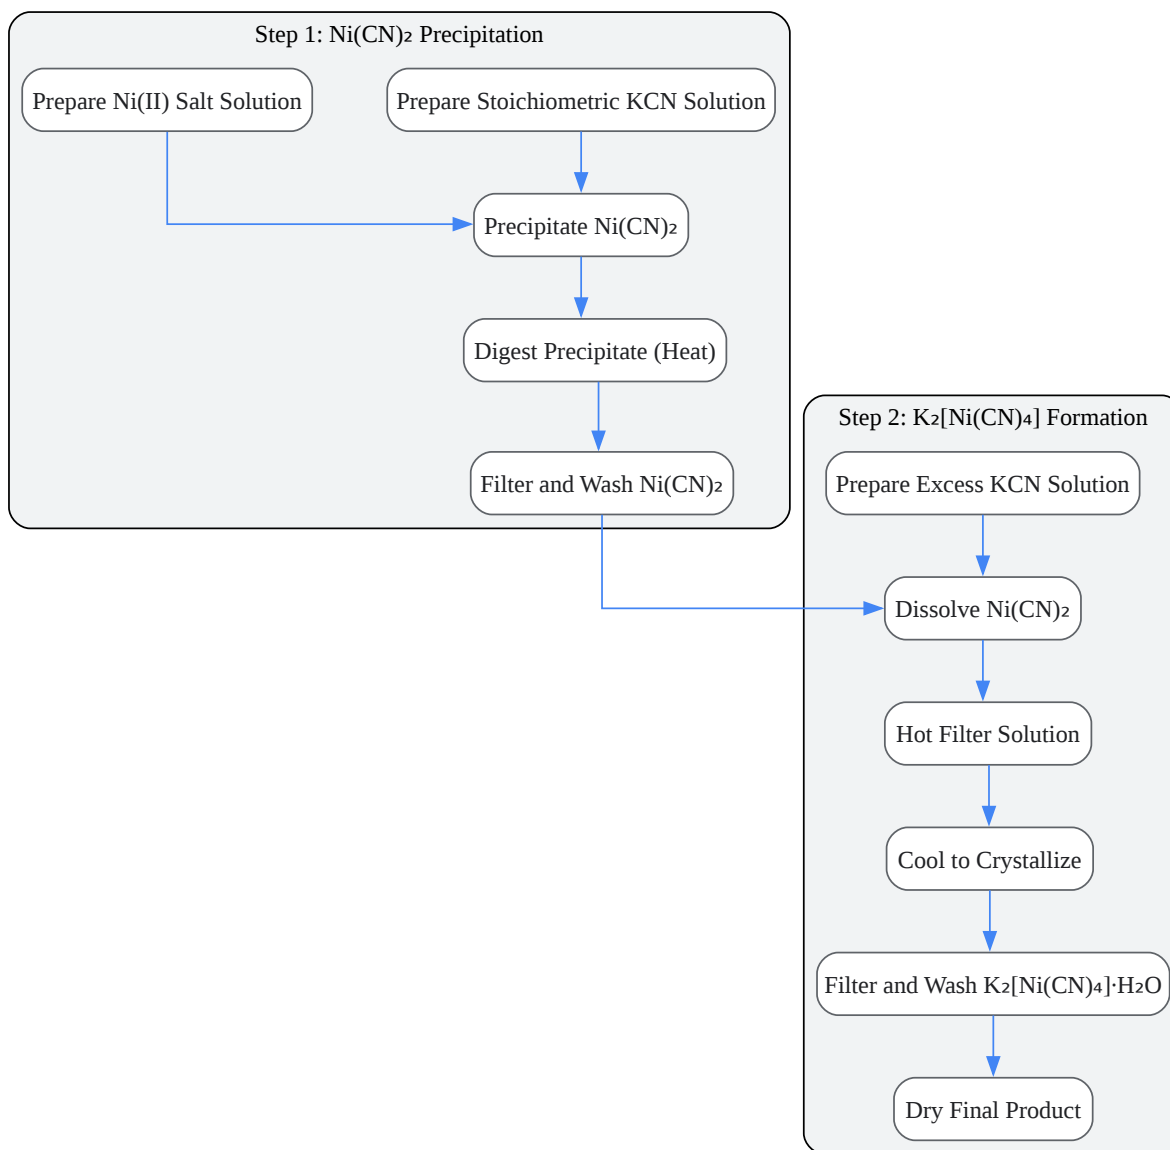 Step 1: Ni(CN)₂ Precipitation
Prepare Ni(II) Salt Solution
Prepare Stoichiometric KCN Solution
Precipitate Ni(CN)₂
Digest Precipitate (Heat)
Filter and Wash Ni(CN)₂
Step 2: K₂[Ni(CN)₄] Formation
Prepare Excess KCN Solution
Dissolve Ni(CN)₂
Hot Filter Solution
Cool to Crystallize
Filter and Wash K₂[Ni(CN)₄]·H₂O
Dry Final Product